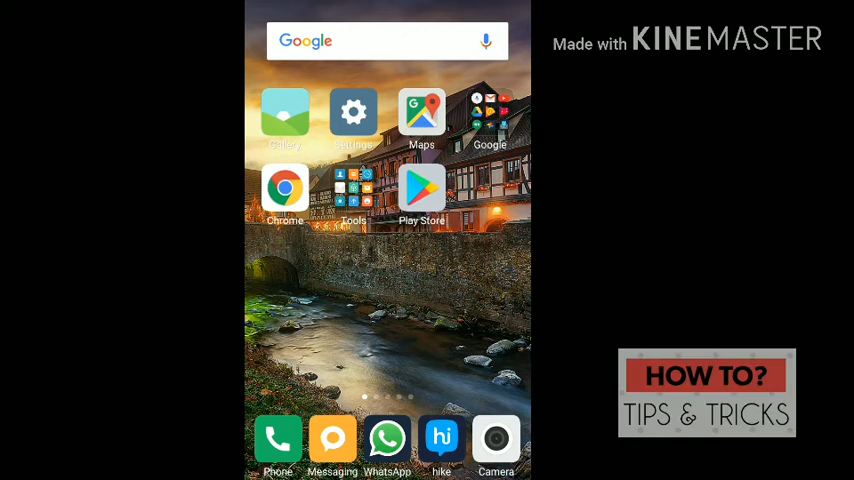 Google
Made with KINEMASTER
Gallery
Settings
Maps
Google
Chrome
Tools
Play Store
HOW TO?
TIPS & TRICKS
hi
Phone
Messaging
WhatsApp
hike
Camera